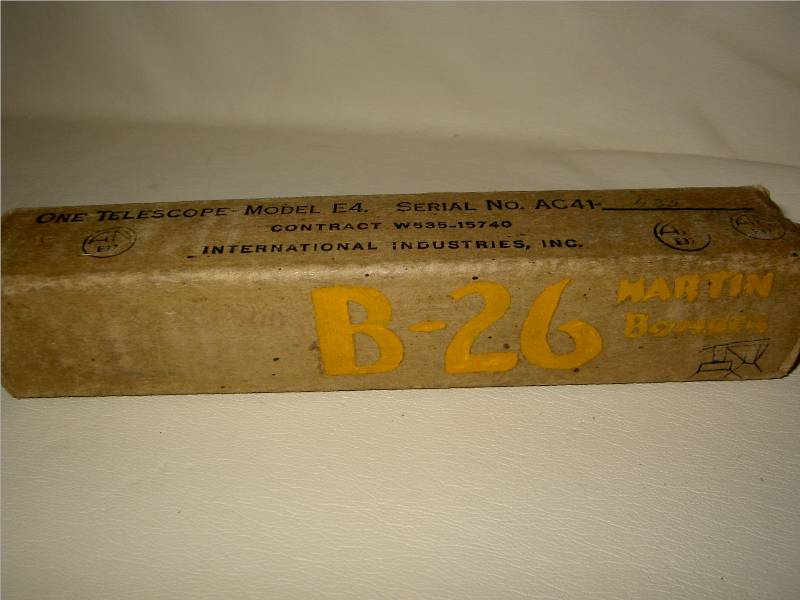 ONE TELESCOPE- MODEL E4. SERIAL NO. AC41-
CONTRACT W535-15740
INTERNATIONAL INDUSTRIES, INC.
B-26
MARTIN
BOMBER